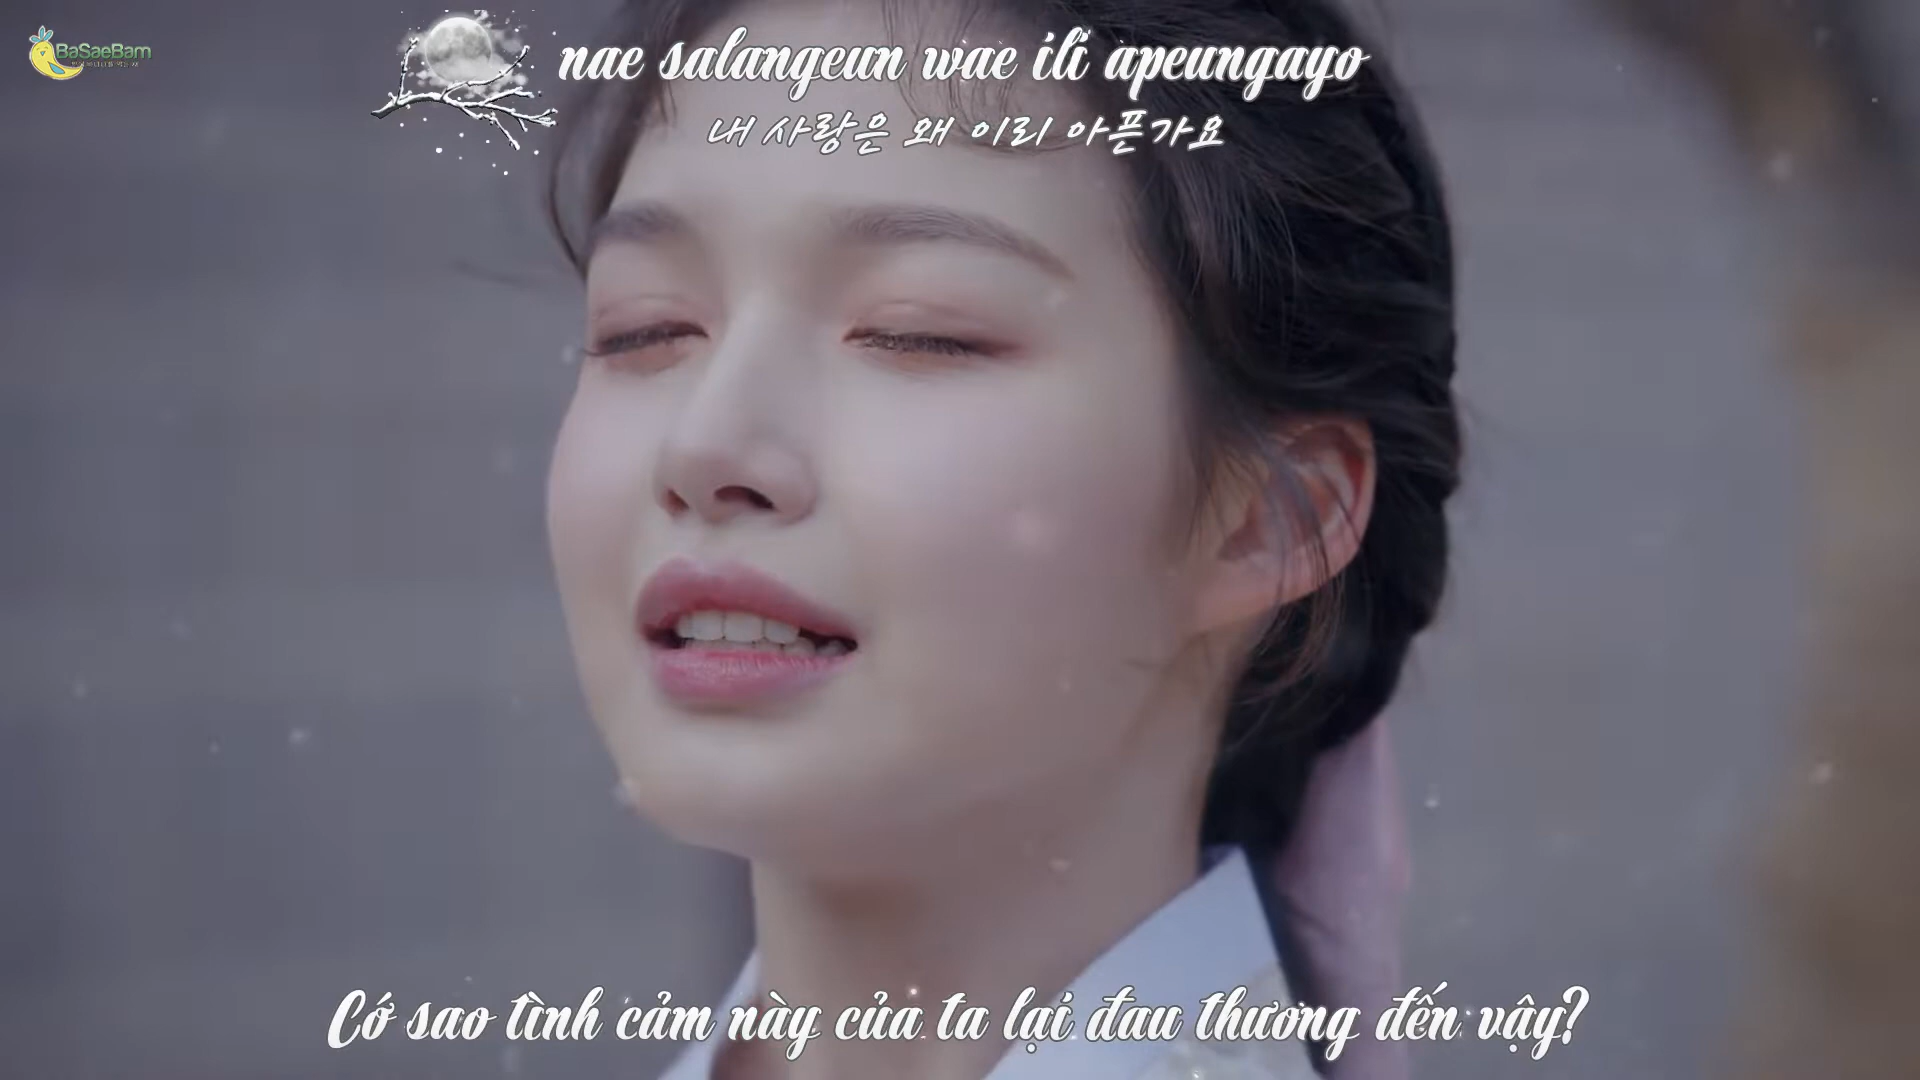 BaSaeBam
nae salangeun wae ili apeungayo
내 사랑은 왜 이리 아픈가요
Cớ sao tình cảm này của ta lại đau thương đến vậy?